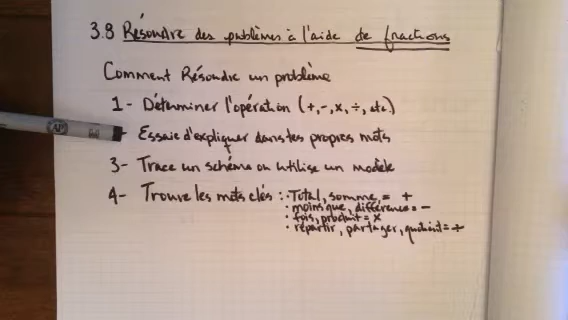 3.8 Résoudre des problèmes à l'aide de fractions
Comment Résoudre un problème
1- Déterminer l'opération (+,-,x,÷,etc.)
- Essaie d'expliquer dans tes propres mots
3- Trace un schéma ou utilise un modèle
4- Trouve les mots clés : • Total, somme = +
• moins que, différence = -
• fois, produit = x
• répartir, partager, quotient = ÷